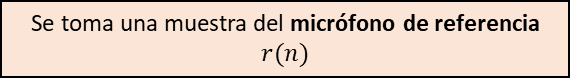 Se toma una muestra del micrófono de referencia
r(n)